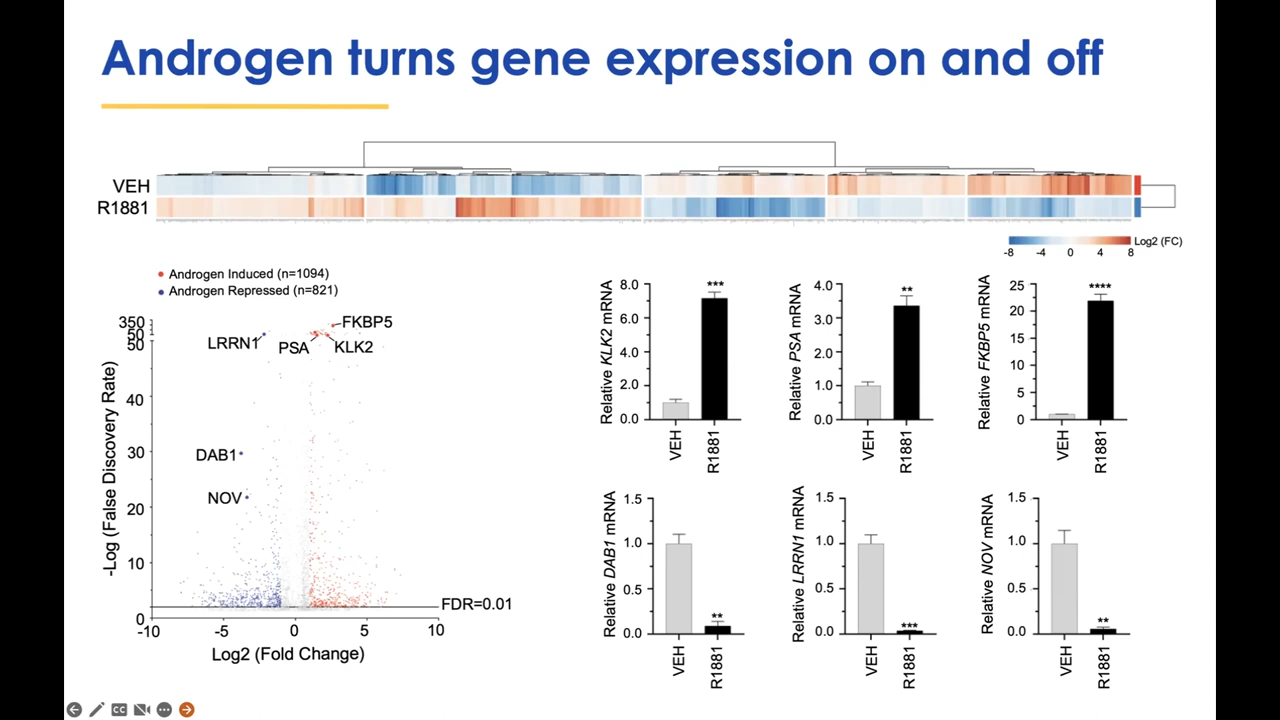 Androgen turns gene expression on and off
VEH
R1881
Log2 (FC)
-8 -4 0 4 8
Androgen Induced (n=1094)
Androgen Repressed (n=821)
350
50
50
40
30
20
10
0
-Log (False Discovery Rate)
LRRN1
PSA
FKBP5
KLK2
DAB1
NOV
FDR=0.01
-10 -5 0 5 10
Log2 (Fold Change)
Relative KLK2 mRNA
8.0
6.0
4.0
2.0
0.0
***
VEH
R1881
Relative PSA mRNA
4.0
3.0
2.0
1.0
0.0
**
VEH
R1881
Relative FKBP5 mRNA
25
20
15
10
5
0
****
VEH
R1881
Relative DAB1 mRNA
1.5
1.0
0.5
0.0
**
VEH
R1881
Relative LRRN1 mRNA
1.5
1.0
0.5
0.0
***
VEH
R1881
Relative NOV mRNA
1.5
1.0
0.5
0.0
**
VEH
R1881
CC